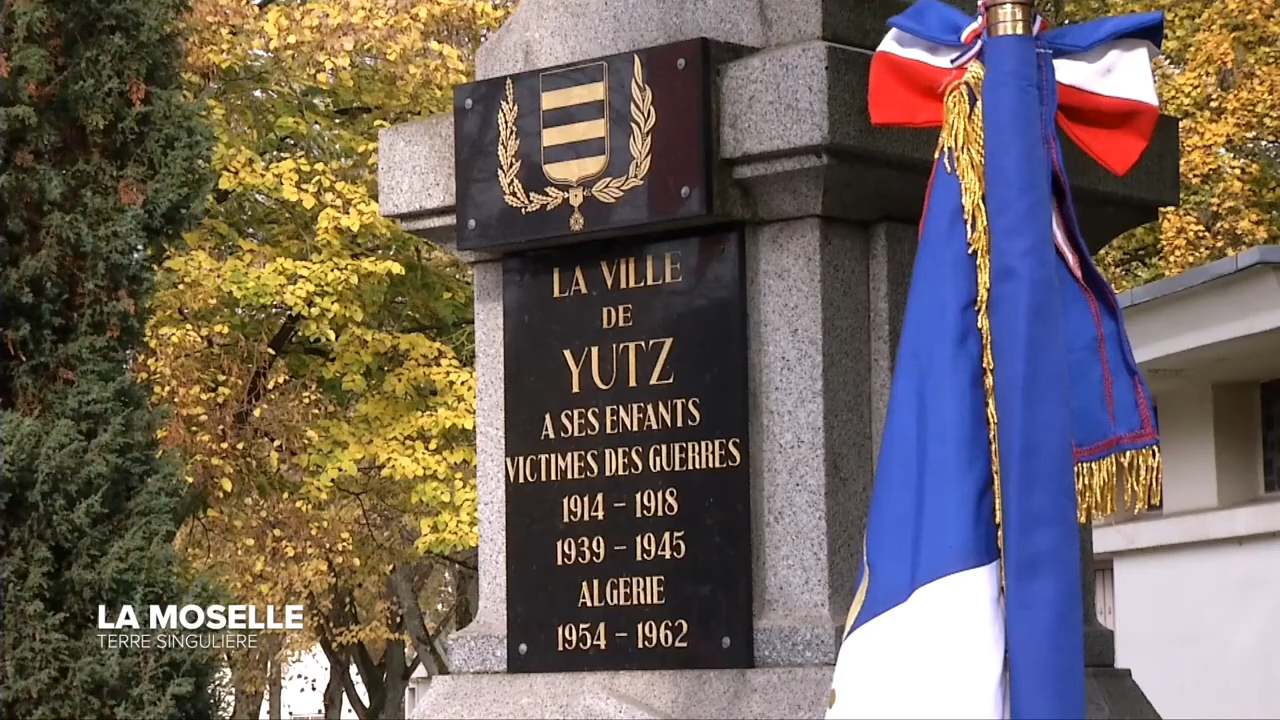 LA VILLE
DE
YUTZ
A SES ENFANTS
VICTIMES DES GUERRES
1914 - 1918
1939 - 1945
ALGÉRIE
1954 - 1962
LA MOSELLE
TERRE SINGULIÈRE